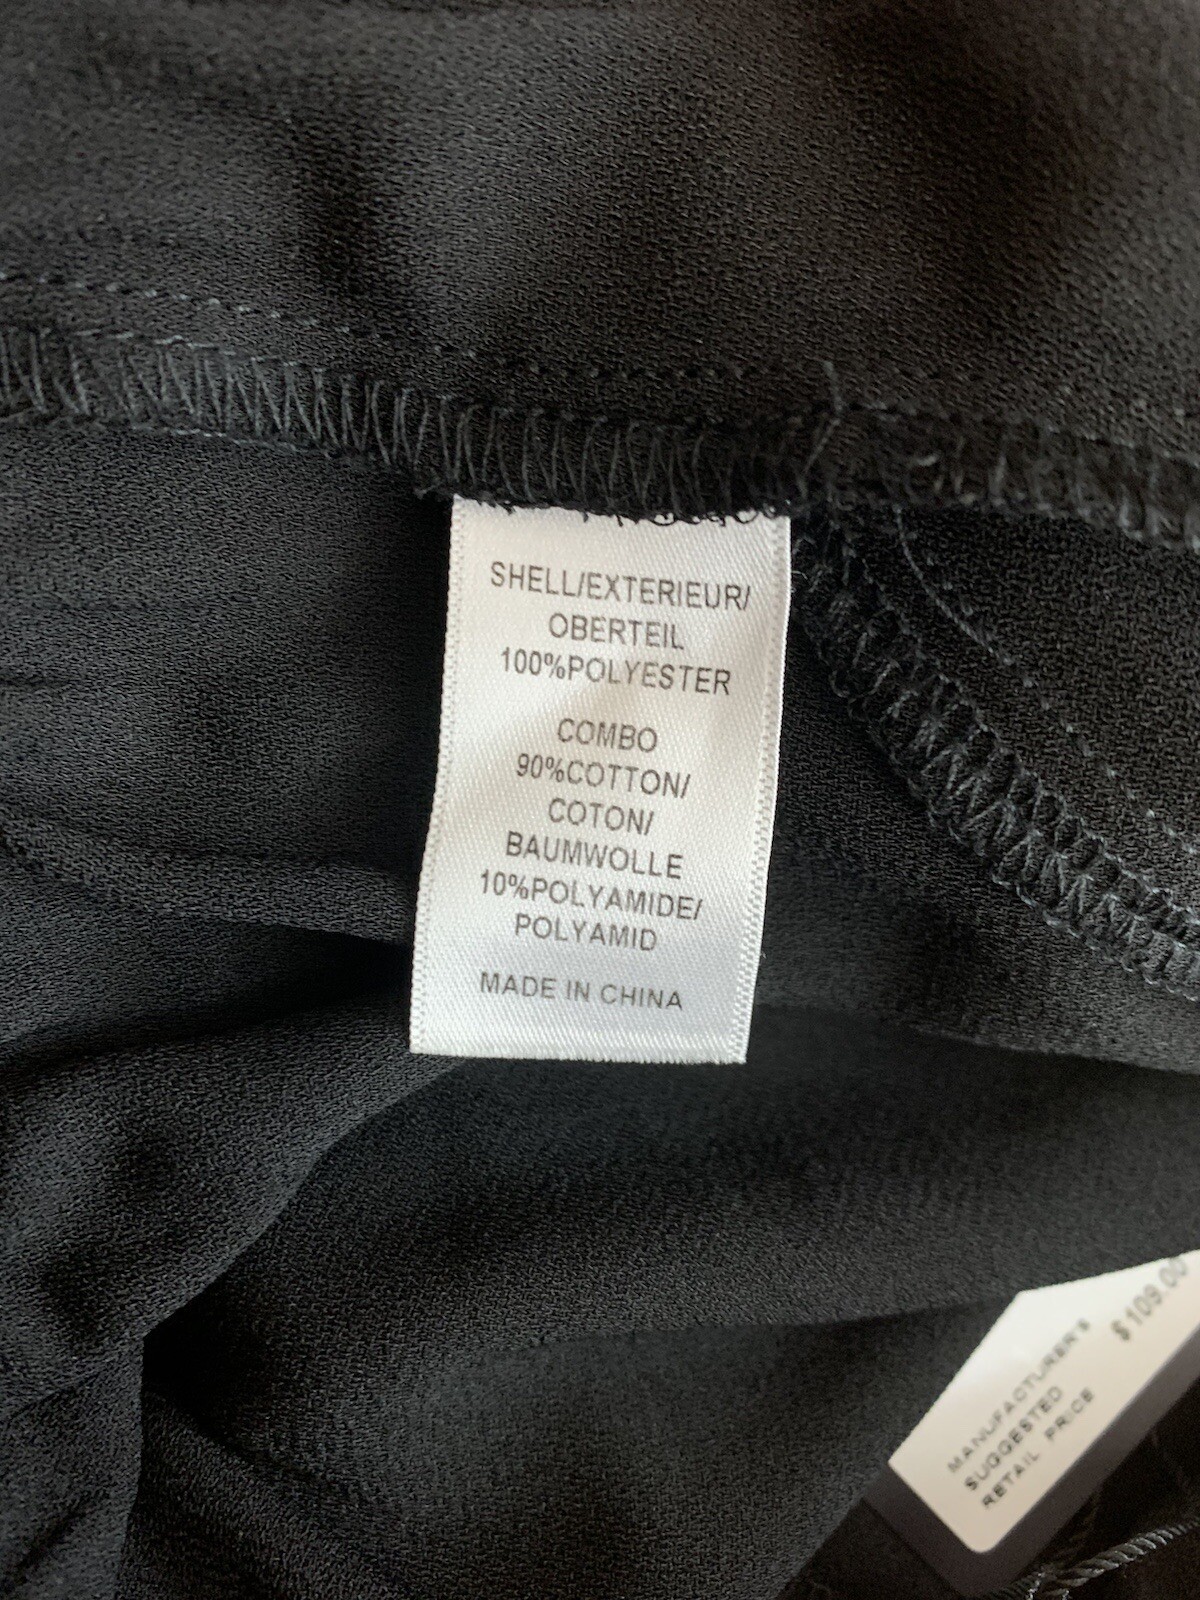 SHELL/EXTERIEUR/
OBERTEIL
100%POLYESTER
COMBO
90%COTTON/
COTON/
BAUMWOLLE
10%POLYAMIDE/
POLYAMID
MADE IN CHINA
MANUFACTURER'S
SUGGESTED
RETAIL PRICE
$109.00